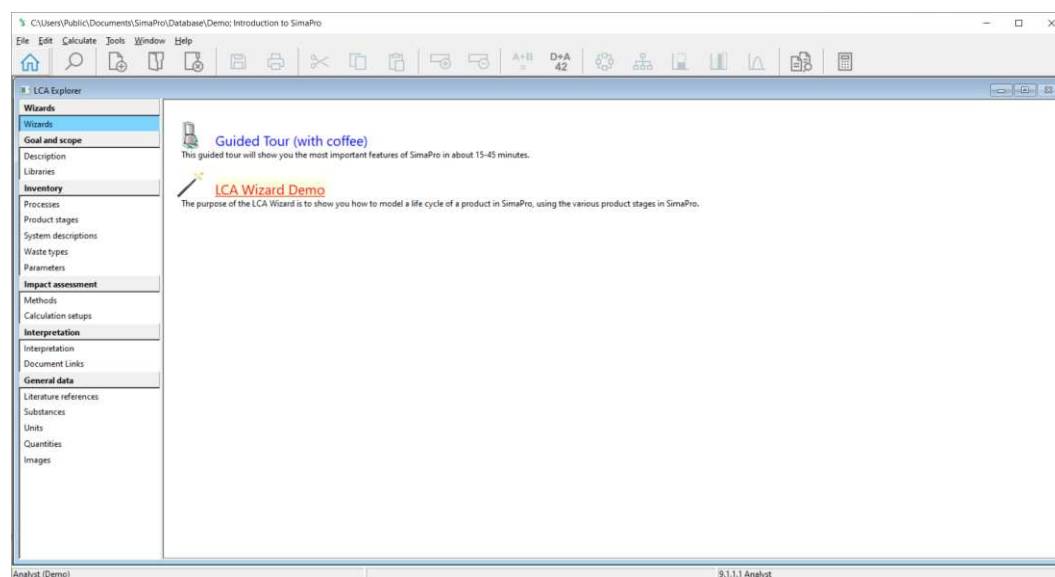 C:\Users\Public\Documents\SimaPro\Database\Demo; Introduction to SimaPro
File Edit Calculate Tools Window Help
A+B
=
D+A
42
LCA Explorer
Wizards
Wizards
Goal and scope
Description
Libraries
Inventory
Processes
Product stages
System descriptions
Waste types
Parameters
Impact assessment
Methods
Calculation setups
Interpretation
Interpretation
Document Links
General data
Literature references
Substances
Units
Quantities
Images
Guided Tour (with coffee)
This guided tour will show you the most important features of SimaPro in about 15-45 minutes.
LCA Wizard Demo
The purpose of the LCA Wizard is to show you how to model a life cycle of a product in SimaPro, using the various product stages in SimaPro.
Analyst (Demo)
9.1.1.1 Analyst